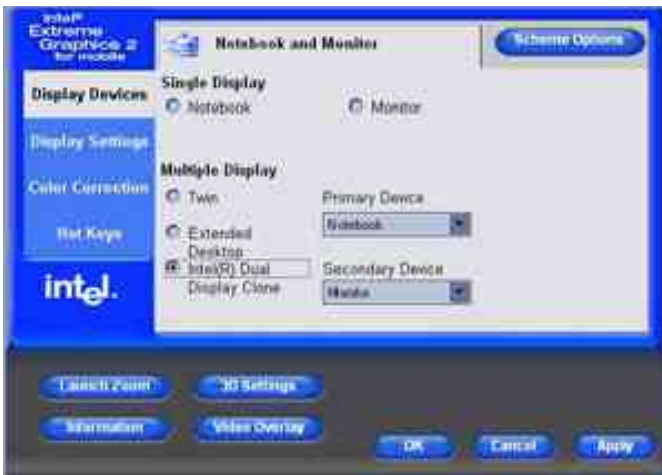 intel®
Extreme
Graphics 2
for mobile
Notebook and Monitor
Scheme Options
Display Devices
Display Settings
Color Correction
Hot Keys
intel.
Single Display
Notebook
Monitor
Multiple Display
Twin
Extended
Desktop
Intel(R) Dual
Display Clone
Primary Device
Notebook
Secondary Device
Monitor
Launch Zoom
3D Settings
Information
Video Overlay
OK
Cancel
Apply